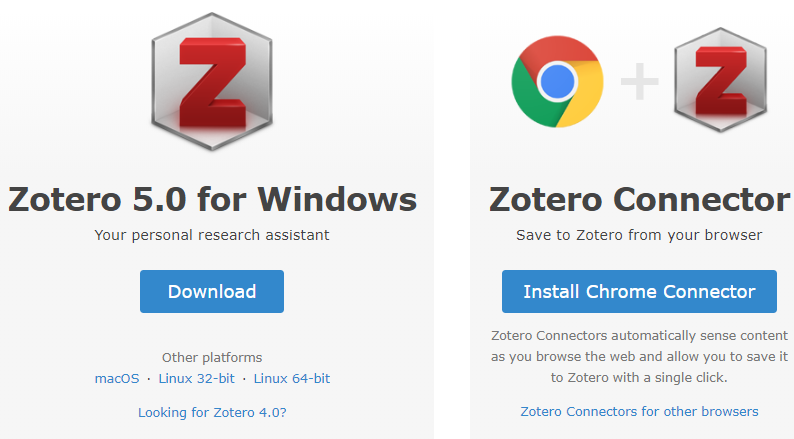 Zotero 5.0 for Windows
Your personal research assistant
Download
Other platforms
macOS · Linux 32-bit · Linux 64-bit
Looking for Zotero 4.0?
Zotero Connector
Save to Zotero from your browser
Install Chrome Connector
Zotero Connectors automatically sense content
as you browse the web and allow you to save it
to Zotero with a single click.
Zotero Connectors for other browsers